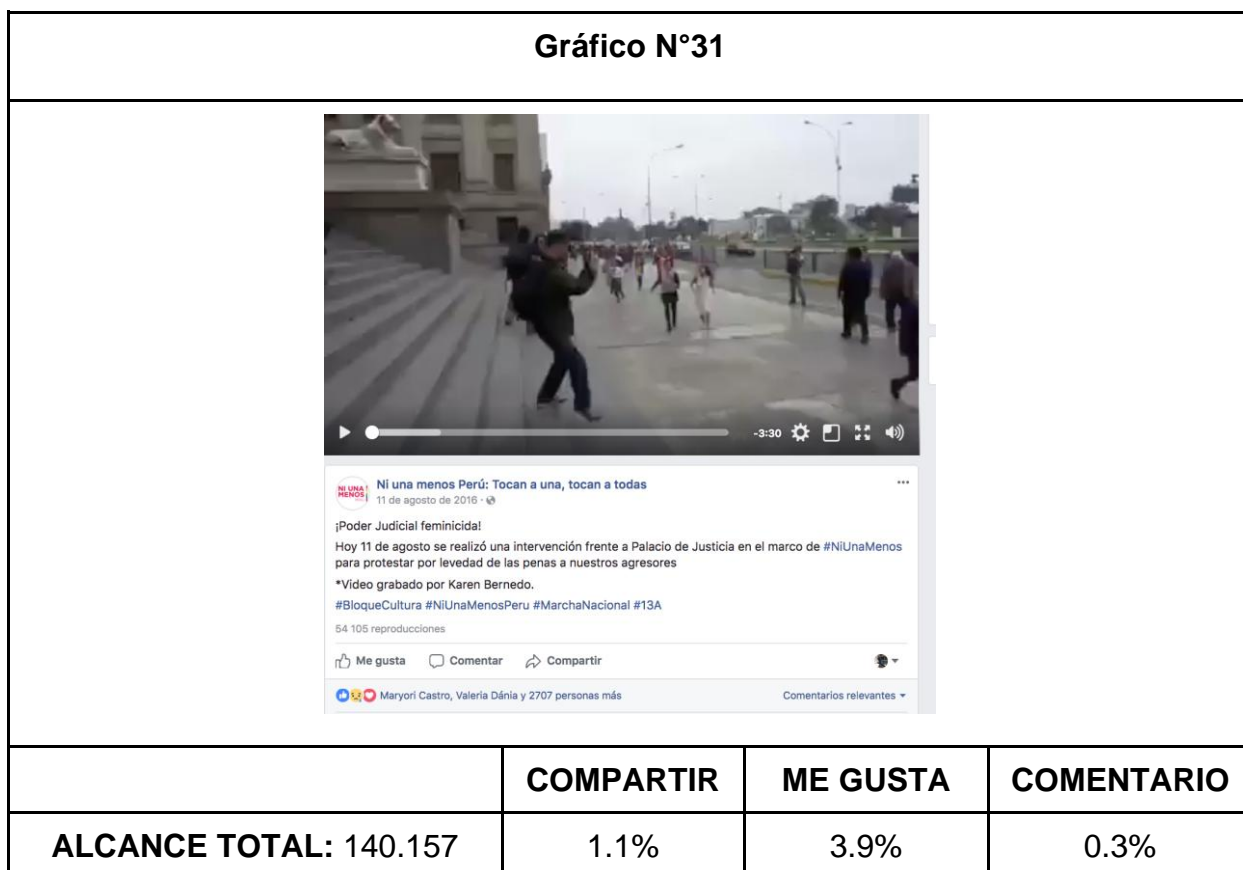 Gráfico N°31
-3:30
NI UNA
MENOS
Ni una menos Perú: Tocan a una, tocan a todas
11 de agosto de 2016 ·
¡Poder Judicial feminicida!
Hoy 11 de agosto se realizó una intervención frente a Palacio de Justicia en el marco de #NiUnaMenos
para protestar por levedad de las penas a nuestros agresores
*Video grabado por Karen Bernedo.
#BloqueCultura #NiUnaMenosPeru #MarchaNacional #13A
54 105 reproducciones
Me gusta Comentar Compartir
Maryori Castro, Valeria Dánia y 2707 personas más Comentarios relevantes
COMPARTIR ME GUSTA COMENTARIO
ALCANCE TOTAL: 140.157 1.1% 3.9% 0.3%